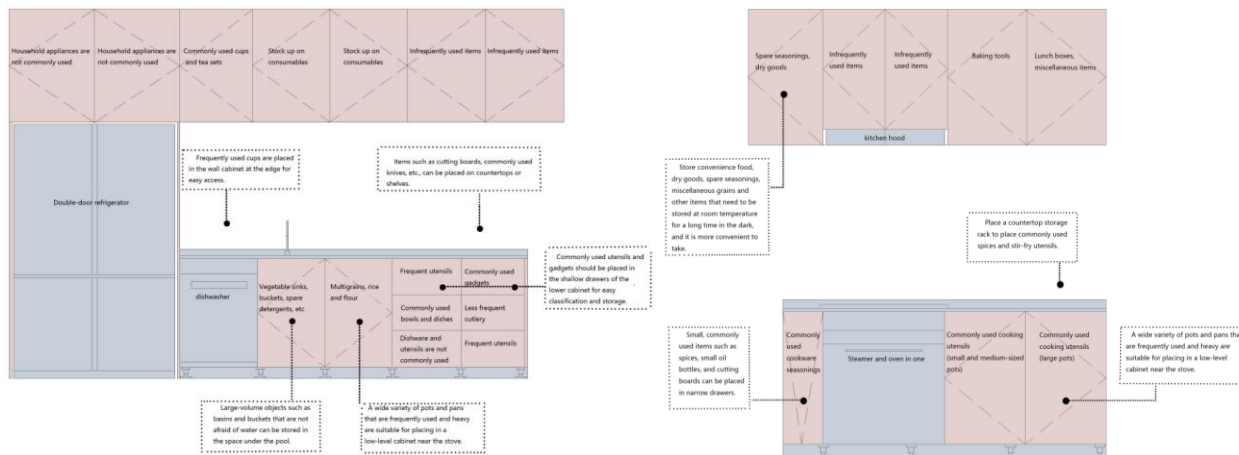 Household appliances are
not commonly used
Household appliances are
not commonly used
Commonly used cups
and tea sets
Stock up on
consumables
Stock up on
consumables
Infrequently used items
Infrequently used items
Double-door refrigerator
Frequently used cups are placed
in the wall cabinet at the edge for
easy access.
Items such as cutting boards, commonly used
knives, etc., can be placed on countertops or
shelves.
dishwasher
Vegetable sinks,
buckets, spare
detergents, etc
Multigrains, rice
and flour
Frequent utensils
Commonly used
gadgets
Commonly used
bowls and dishes
Less frequent
cutlery
Dishware and
utensils are not
commonly used
Frequent utensils
Commonly used utensils and
gadgets should be placed in
the shallow drawers of the
lower cabinet for easy
classification and storage.
Large-volume objects such as
basins and buckets that are not
afraid of water can be stored in
the space under the pool.
A wide variety of pots and pans
that are frequently used and heavy
are suitable for placing in a
low-level cabinet near the stove.
Spare seasonings,
dry goods
Infrequently
used items
Infrequently
used items
Baking tools
Lunch boxes,
miscellaneous items
kitchen hood
Store convenience food,
dry goods, spare seasonings,
miscellaneous grains and
other items that need to be
stored at room temperature
for a long time in the dark,
and it is more convenient to
take.
Place a countertop storage
rack to place commonly used
spices and stir-fry utensils.
Small, commonly
used items such as
spices, small oil
bottles, and cutting
boards can be placed
in narrow drawers.
Commonly
used
cookware
seasonings
Steamer and oven in one
Commonly used cooking
utensils
(small and medium-sized
pots)
Commonly used
cooking utensils
(large pots)
A wide variety of pots and pans that
are frequently used and heavy are
suitable for placing in a low-level
cabinet near the stove.